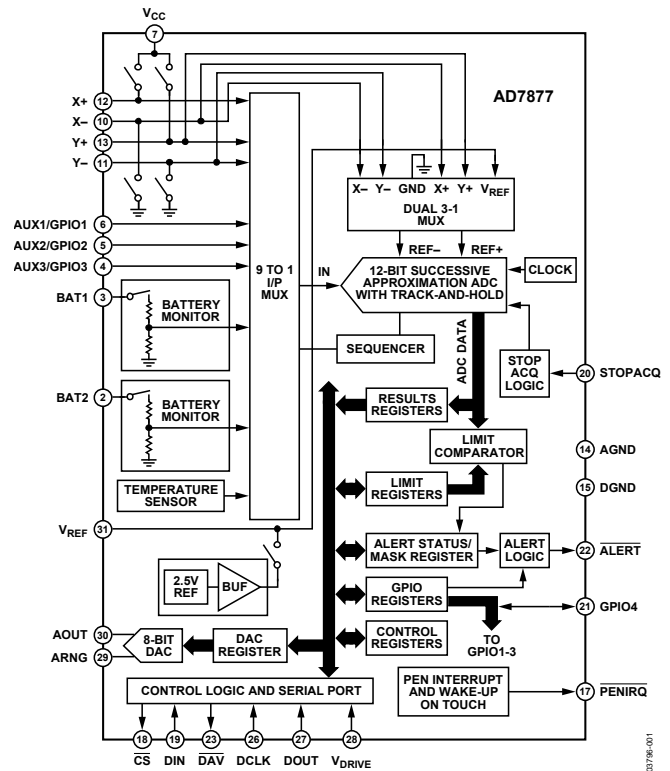 VCC
7
AD7877
X+ 12
X– 10
Y+ 13
Y– 11
X– Y– GND X+ Y+ VREF
DUAL 3-1
MUX
REF– REF+
AUX1/GPIO1 6
AUX2/GPIO2 5
AUX3/GPIO3 4
9 TO 1
I/P
MUX
IN
12-BIT SUCCESSIVE
APPROXIMATION ADC
WITH TRACK-AND-HOLD
CLOCK
BAT1 3
BATTERY
MONITOR
SEQUENCER
ADC DATA
STOP
ACQ
LOGIC
20 STOPACQ
BAT2 2
BATTERY
MONITOR
RESULTS
REGISTERS
LIMIT
COMPARATOR
14 AGND
LIMIT
REGISTERS
15 DGND
TEMPERATURE
SENSOR
VREF 31
ALERT STATUS/
MASK REGISTER
ALERT
LOGIC
22 ALERT
2.5V
REF
BUF
GPIO
REGISTERS
21 GPIO4
TO
GPIO1-3
AOUT 30
ARNG 29
8-BIT
DAC
DAC
REGISTER
CONTROL
REGISTERS
CONTROL LOGIC AND SERIAL PORT
PEN INTERRUPT
AND WAKE-UP
ON TOUCH
17 PENIRQ
18 19 23 26 27 28
CS DIN DAV DCLK DOUT VDRIVE
03796-001